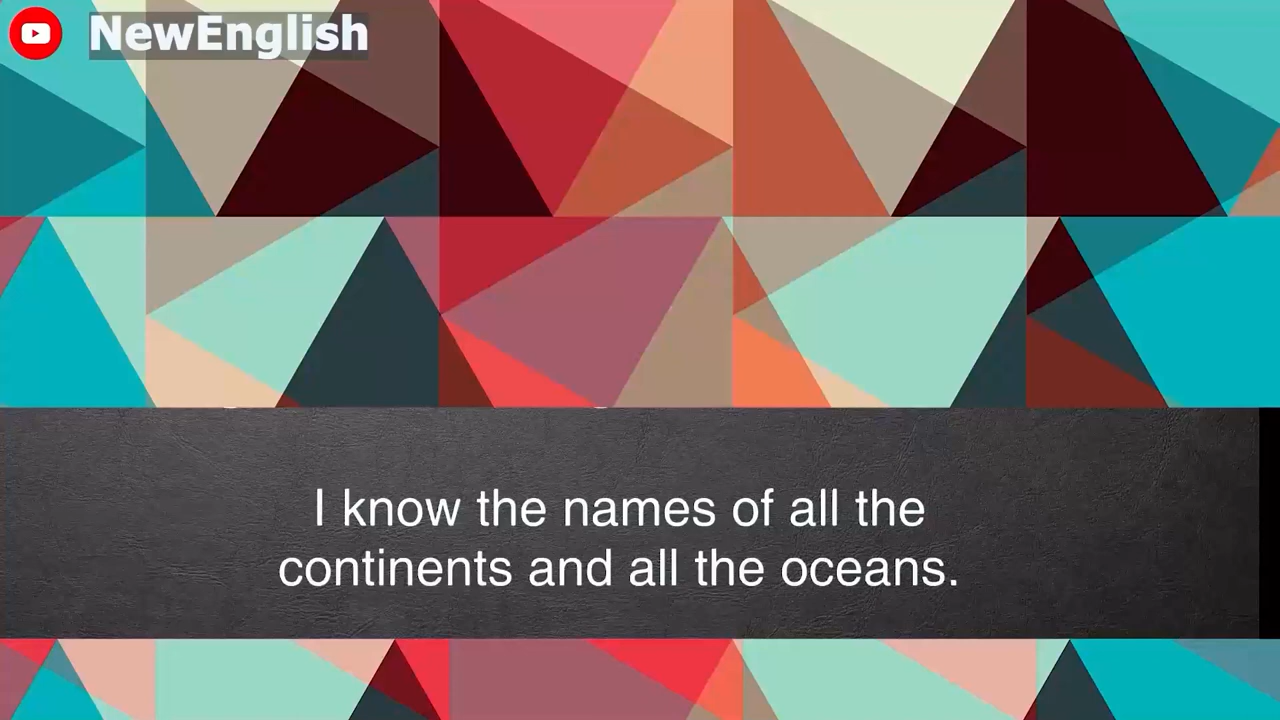 NewEnglish
I know the names of all the
continents and all the oceans.